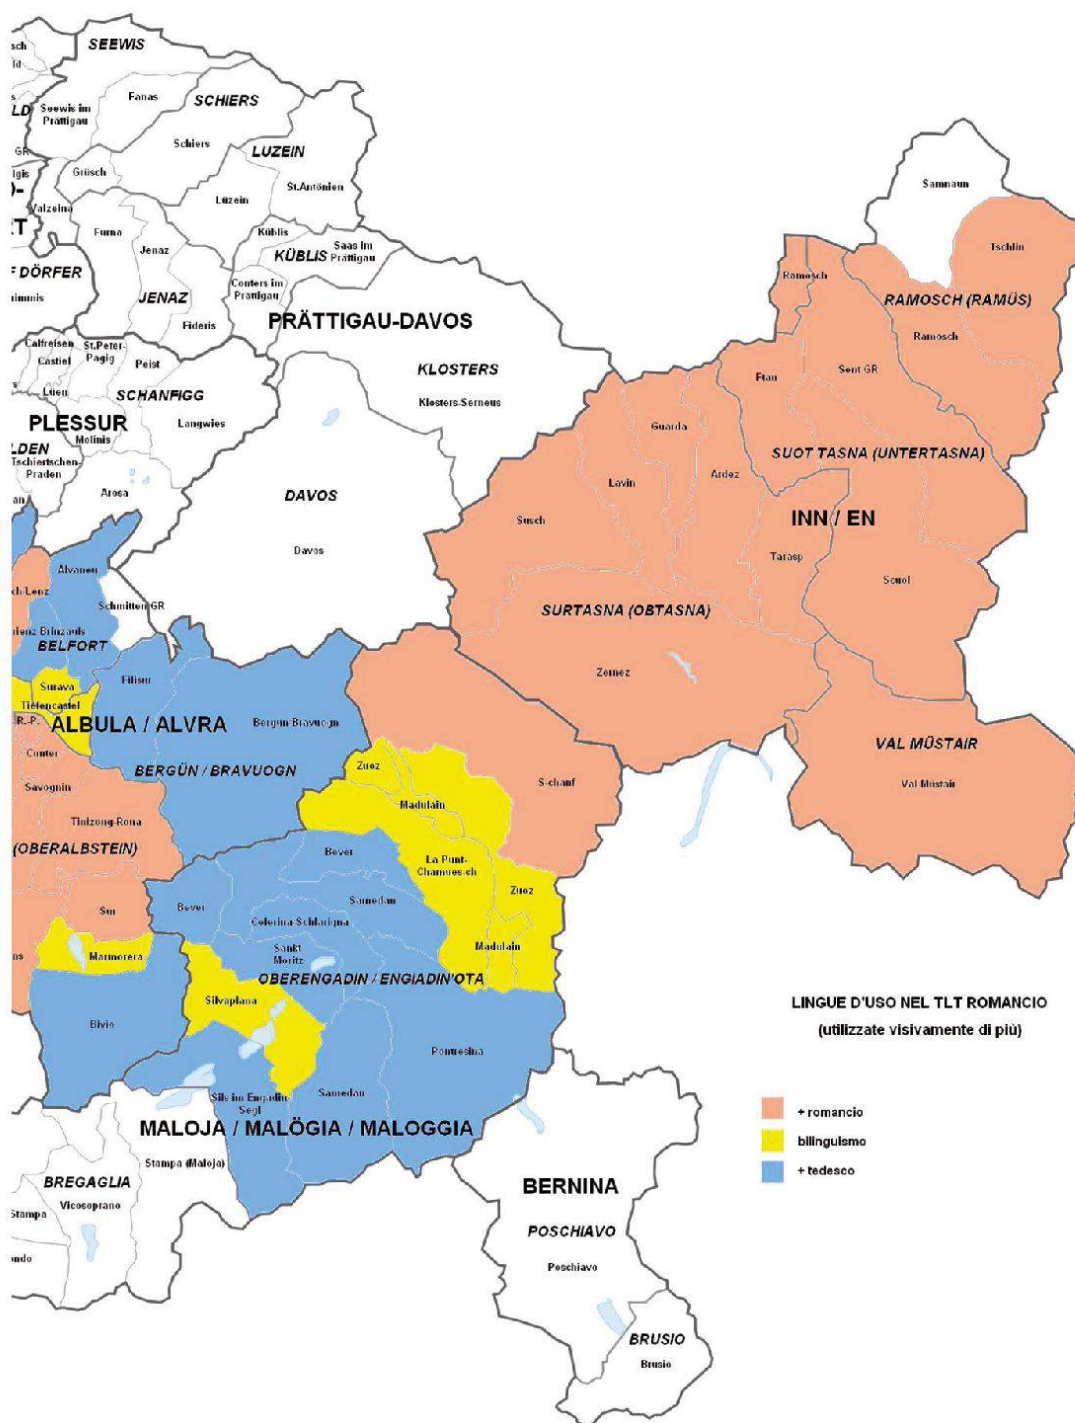 SEEWIS
Fanas
SCHIERS
Seewis im
Prättigau
Schiers
LUZEIN
Grüsch
St.Antönien
Lüzein
Valzeina
Furna
Küblis
Jenaz
KÜBLIS
Saas im
Prättigau
Conters im
Prättigau
JENAZ
Fideris
PRÄTTIGAU-DAVOS
KLOSTERS
Klosters-Serneus
Calfreisen
St.Peter-
Pagig
Castiel
Peist
Lüen
SCHANFIGG
Langwies
PLESSUR
Molinis
Tschiertschen-
Praden
Arosa
DAVOS
Davos
Samnaun
Tschlin
Ramosch
RAMOSCH (RAMÜS)
Ramosch
Sent GR
Ftan
Guarda
SUOT TASNA (UNTERTASNA)
Ardez
Lavin
Susch
INN / EN
Tarasp
Scuol
SURTASNA (OBTASNA)
Zernez
VAL MÜSTAIR
Val Müstair
Alvaneu
Schmitten GR
BELFORT
Filisur
Surava
Tiefencastel
ALBULA / ALVRA
Bergün-Bravuogn
R.-P.
Cunter
BERGÜN / BRAVUOGN
Zuoz
S-chanf
Savognin
Madulain
Tinizong-Rona
(OBERALBSTEIN)
Bever
La Punt-
Chamues-ch
Zuoz
Bever
Samedan
Sur
Celerina-Schlarigna
Sankt
Moritz
Madulain
Marmorera
OBERENGADIN / ENGIADIN'OTA
Silvaplana
Bivio
Pontresina
Sils im Engadin
Segl
Samedan
MALOJA / MALÖGIA / MALOGGIA
Stampa (Maloja)
BREGAGLIA
Vicosoprano
Stampa
BERNINA
POSCHIAVO
Poschiavo
BRUSIO
Brusio
LINGUE D'USO NEL TLT ROMANCIO
(utilizzate visivamente di più)
+ romancio
bilinguismo
+ tedesco